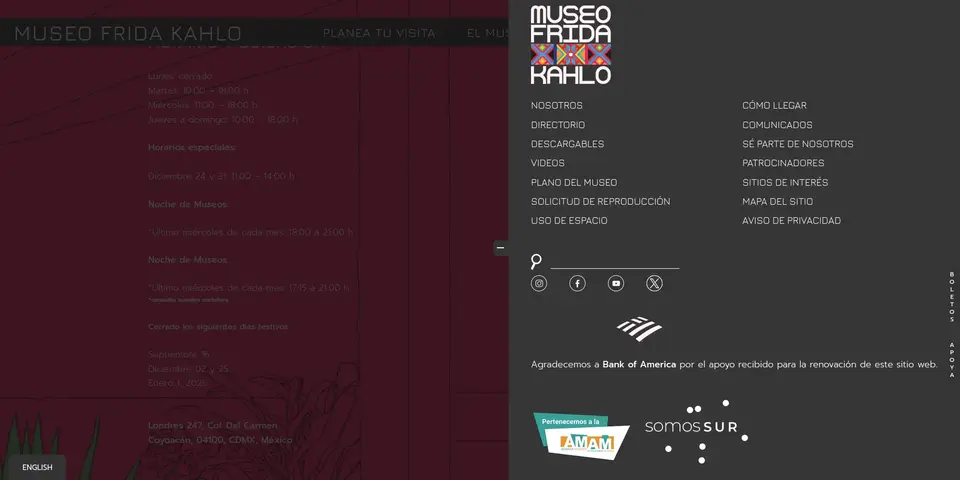 MUSEO FRIDA KAHLO
PLANEA TU VISITA
EL MUS
Lunes: cerrado
Martes: 10:00 – 18:00 h
Miércoles: 11:00 – 18:00 h
Jueves a domingo: 10:00 – 18:00 h
Horarios especiales:
Diciembre 24 y 31: 11:00 – 14:00 h
Noche de Museos:
*Último miércoles de cada mes: 19:00 a 21:00 h
Noche de Museos
*Último miércoles de cada mes: 17:15 a 21:00 h
Cerrado los siguientes días festivos
Septiembre 16
Diciembre 02 y 25
Enero 1, 2026
Londres 247, Col. Del Carmen
Coyoacán, 04100, CDMX, México
ENGLISH
MUSEO
FRIDA
KAHLO
NOSOTROS
DIRECTORIO
DESCARGABLES
VIDEOS
PLANO DEL MUSEO
SOLICITUD DE REPRODUCCIÓN
USO DE ESPACIO
CÓMO LLEGAR
COMUNICADOS
SÉ PARTE DE NOSOTROS
PATROCINADORES
SITIOS DE INTERÉS
MAPA DEL SITIO
AVISO DE PRIVACIDAD
Agradecemos a Bank of America por el apoyo recibido para la renovación de este sitio web.
Pertenecemos a la
AMAM
somosSUR
BOLETOS
APOYA